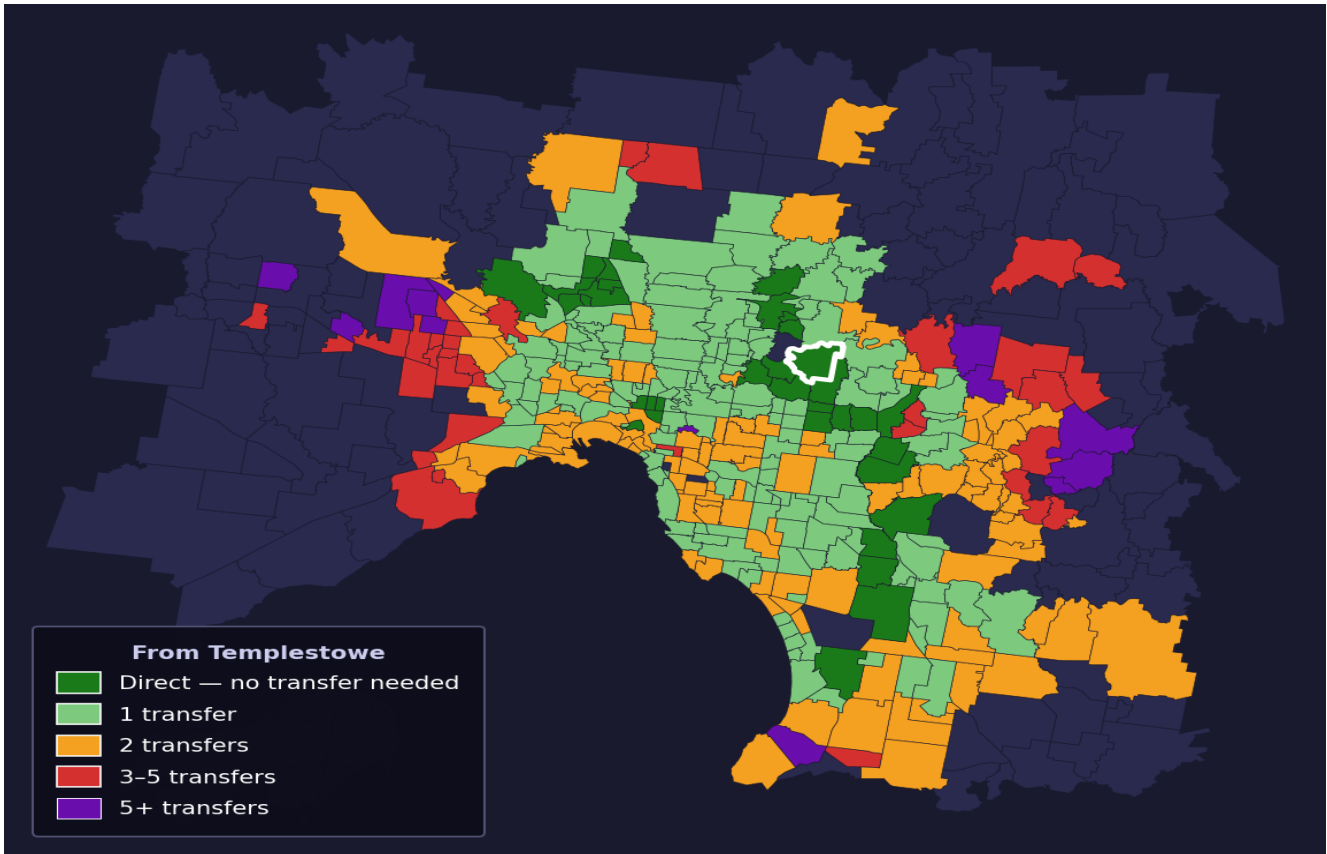 From Templestowe
Direct — no transfer needed
1 transfer
2 transfers
3–5 transfers
5+ transfers